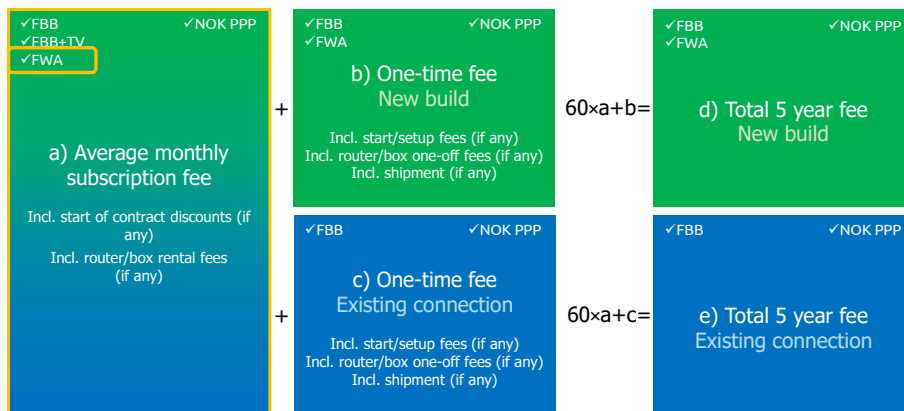 ✓FBB ✓NOK PPP
✓FBB+TV
✓FWA
a) Average monthly
subscription fee
Incl. start of contract discounts (if
any)
Incl. router/box rental fees
(if any)
+
✓FBB
✓FWA
b) One-time fee
New build
Incl. start/setup fees (if any)
Incl. router/box one-off fees (if any)
Incl. shipment (if any)
60×a+b=
✓FBB ✓NOK PPP
✓FWA
d) Total 5 year fee
New build
+
✓FBB ✓NOK PPP
c) One-time fee
Existing connection
Incl. start/setup fees (if any)
Incl. router/box one-off fees (if any)
Incl. shipment (if any)
60×a+c=
✓FBB ✓NOK PPP
e) Total 5 year fee
Existing connection